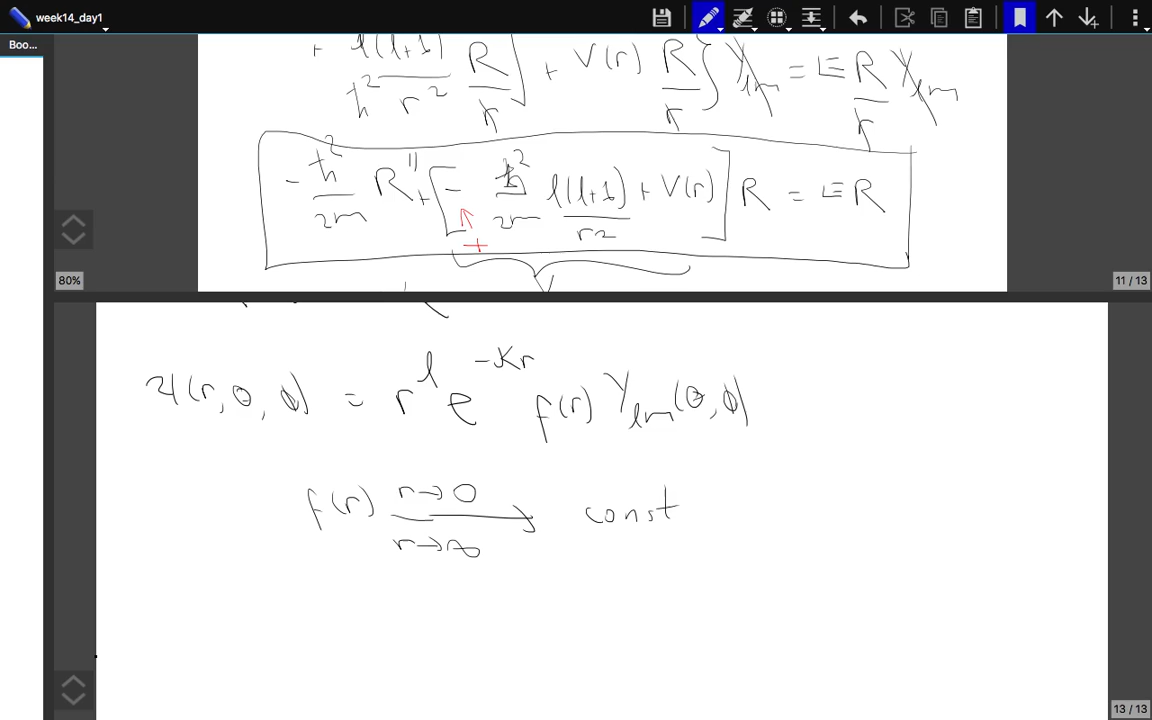 week14_day1
Boo...
+ l(l+1) / ħ² r² R/r ] + V(r) R/r } Ylm = E R/r Ylm
- ħ²/2m R'' + [ - ħ²/2m l(l+1)/r2 + V(r) ] R = E R
+
80%
11 / 13
ψ(r, θ, φ) = r^l e^-Kr f(r) Ylm(θ, φ)
f(r) r→0 / r→∞ → const
13 / 13